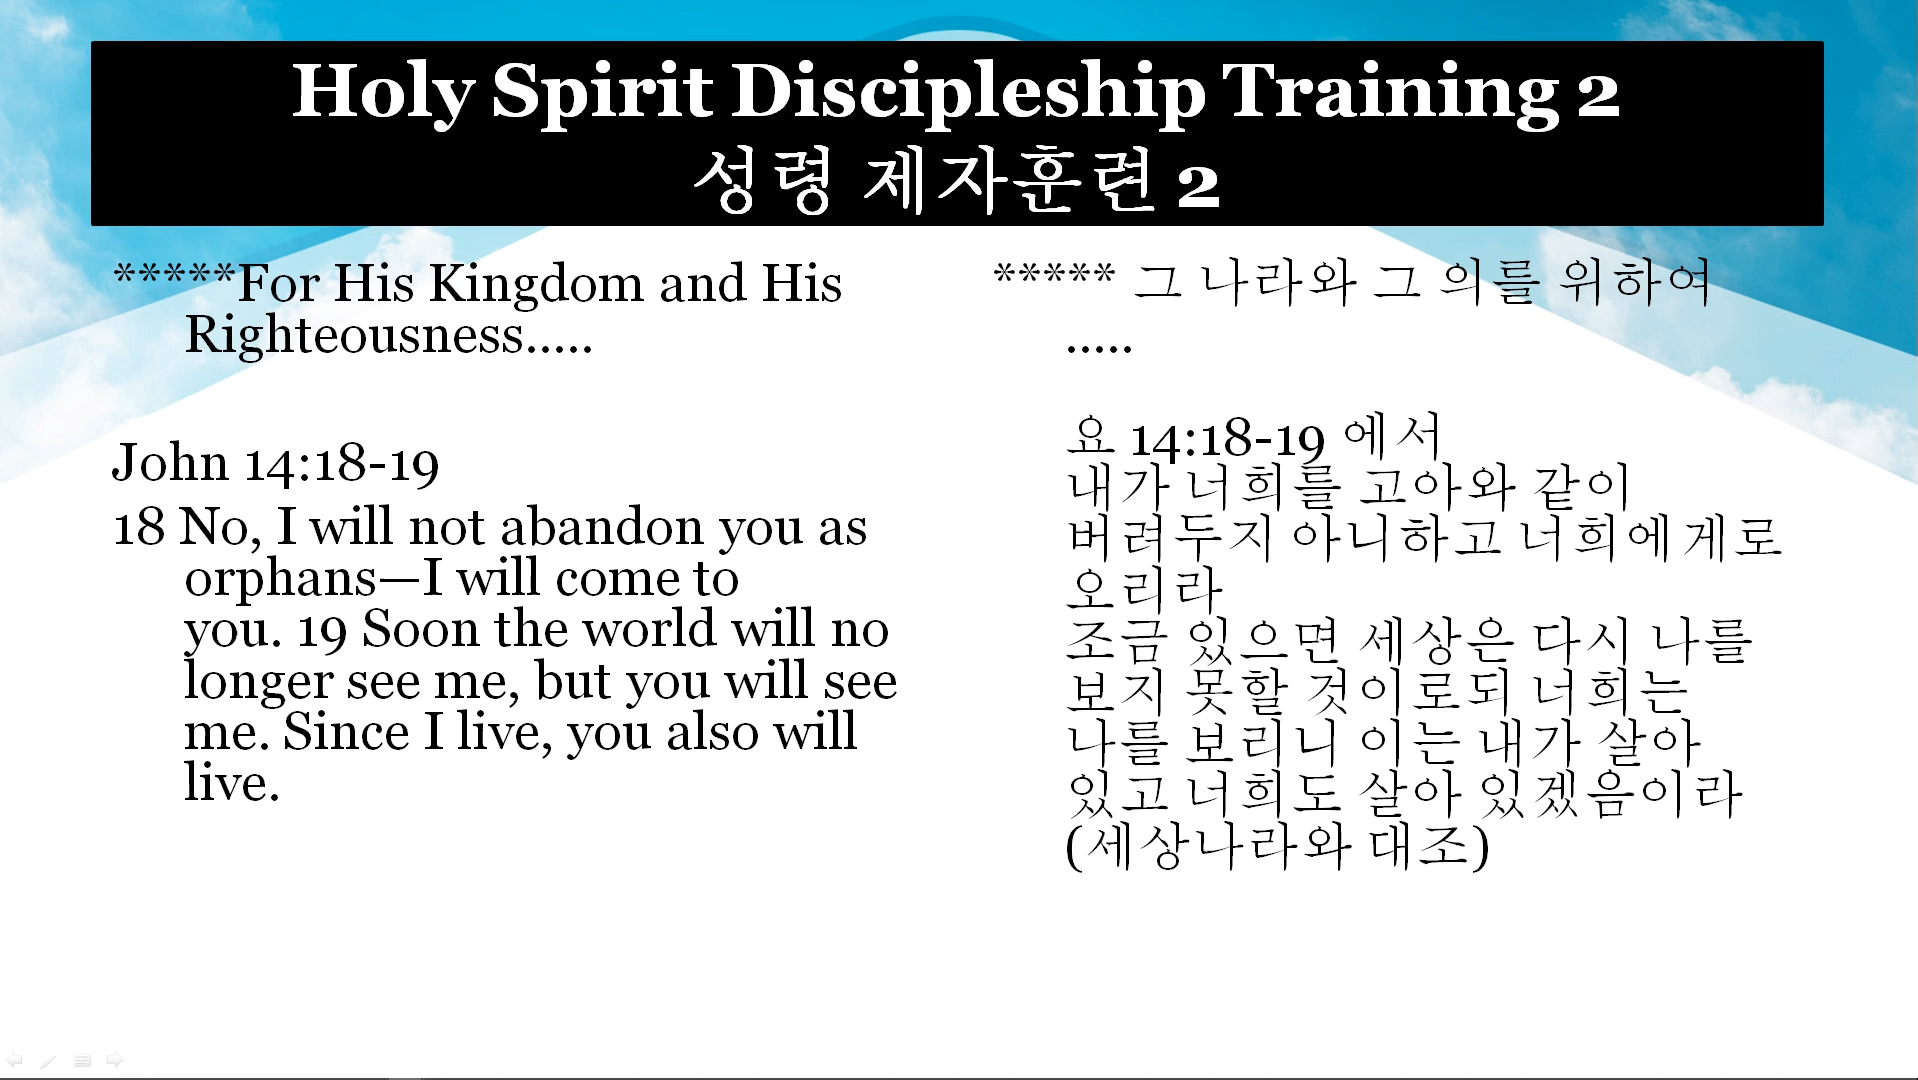 Holy Spirit Discipleship Training 2
성령 제자훈련 2
*****For His Kingdom and His
Righteousness.....
John 14:18-19
18 No, I will not abandon you as
orphans—I will come to
you. 19 Soon the world will no
longer see me, but you will see
me. Since I live, you also will
live.
***** 그 나라와 그 의를 위하여
.....
요 14:18-19 에서
내가 너희를 고아와 같이
버려두지 아니하고 너희에게로
오리라
조금 있으면 세상은 다시 나를
보지 못할 것이로되 너희는
나를 보리니 이는 내가 살아
있고 너희도 살아 있겠음이라
(세상나라와 대조)